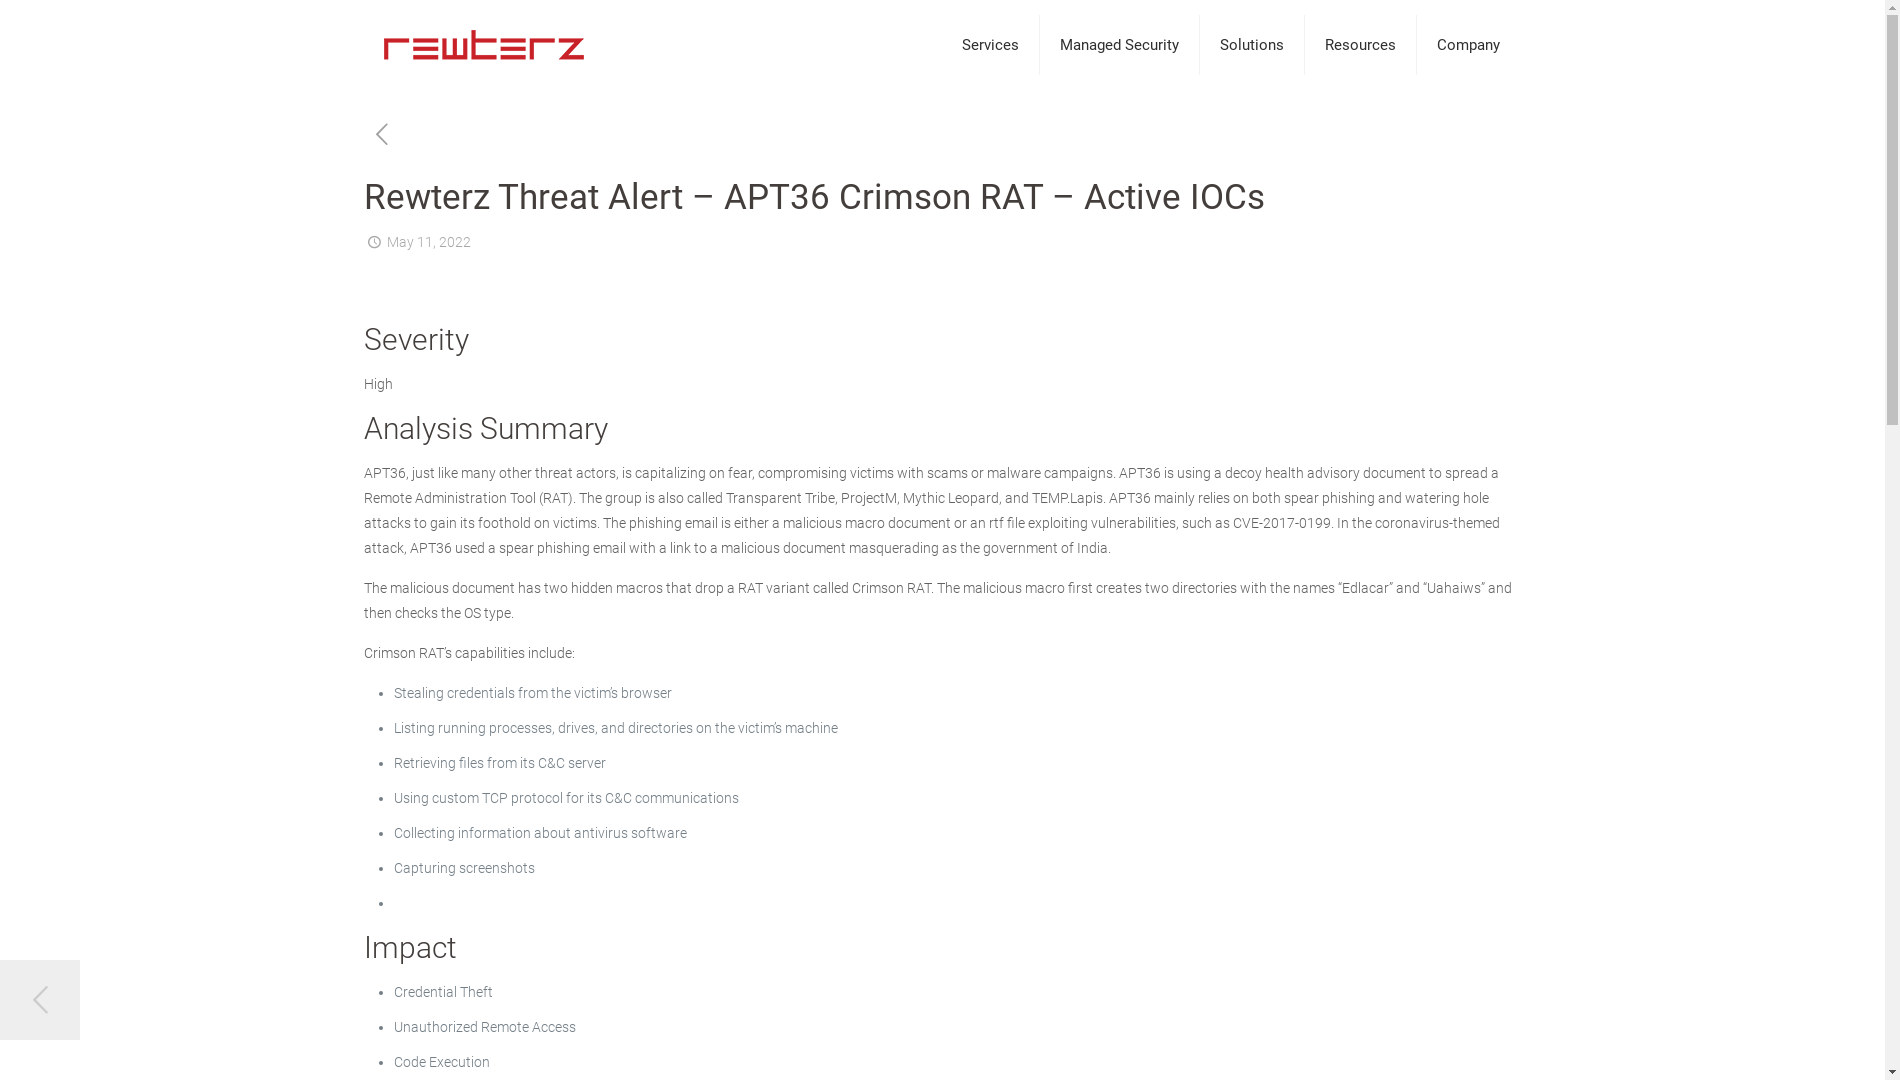 rewterz
Services
Managed Security
Solutions
Resources
Company
Rewterz Threat Alert – APT36 Crimson RAT – Active IOCs
May 11, 2022
Severity
High
Analysis Summary
APT36, just like many other threat actors, is capitalizing on fear, compromising victims with scams or malware campaigns. APT36 is using a decoy health advisory document to spread a
Remote Administration Tool (RAT). The group is also called Transparent Tribe, ProjectM, Mythic Leopard, and TEMP.Lapis. APT36 mainly relies on both spear phishing and watering hole
attacks to gain its foothold on victims. The phishing email is either a malicious macro document or an rtf file exploiting vulnerabilities, such as CVE-2017-0199. In the coronavirus-themed
attack, APT36 used a spear phishing email with a link to a malicious document masquerading as the government of India.
The malicious document has two hidden macros that drop a RAT variant called Crimson RAT. The malicious macro first creates two directories with the names “Edlacar” and “Uahaiws” and
then checks the OS type.
Crimson RAT’s capabilities include:
• Stealing credentials from the victim’s browser
• Listing running processes, drives, and directories on the victim’s machine
• Retrieving files from its C&C server
• Using custom TCP protocol for its C&C communications
• Collecting information about antivirus software
• Capturing screenshots
•
Impact
• Credential Theft
• Unauthorized Remote Access
• Code Execution